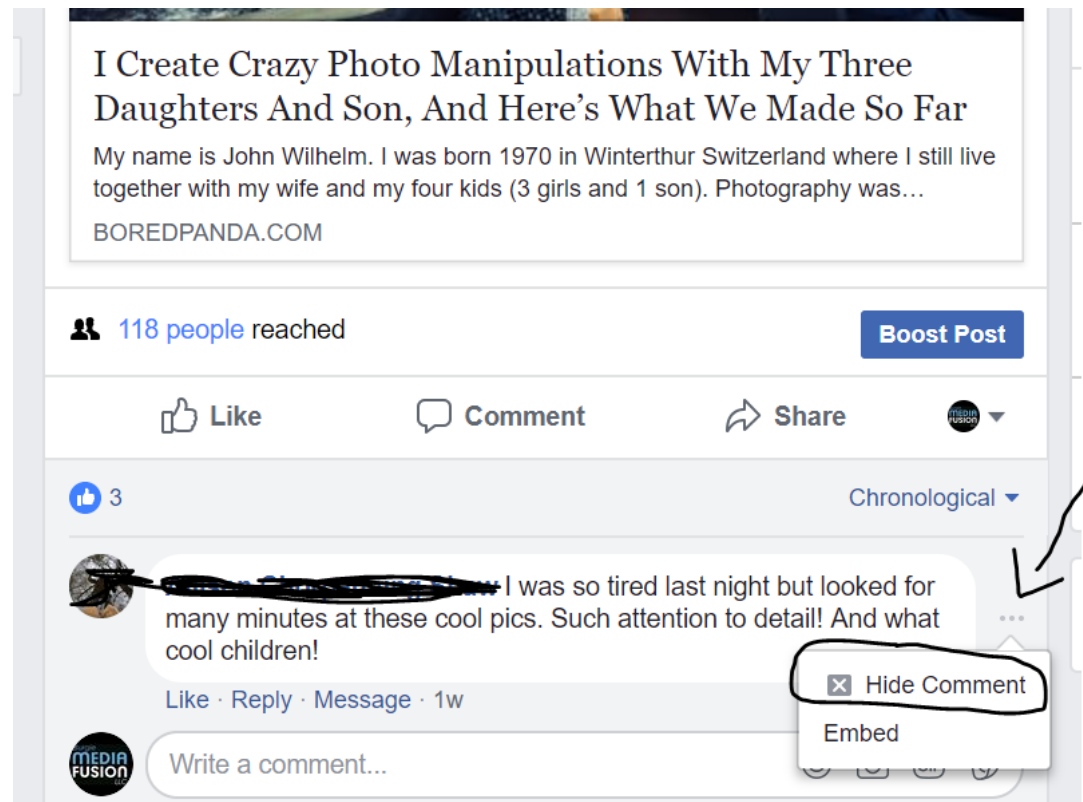 I Create Crazy Photo Manipulations With My Three
Daughters And Son, And Here’s What We Made So Far
My name is John Wilhelm. I was born 1970 in Winterthur Switzerland where I still live
together with my wife and my four kids (3 girls and 1 son). Photography was…
BOREDPANDA.COM
118 people reached
Boost Post
Like
Comment
Share
MEDIA
FUSION
3
Chronological
I was so tired last night but looked for
many minutes at these cool pics. Such attention to detail! And what
cool children!
Like · Reply · Message · 1w
Hide Comment
Embed
MEDIA
FUSION
LLC
Write a comment...